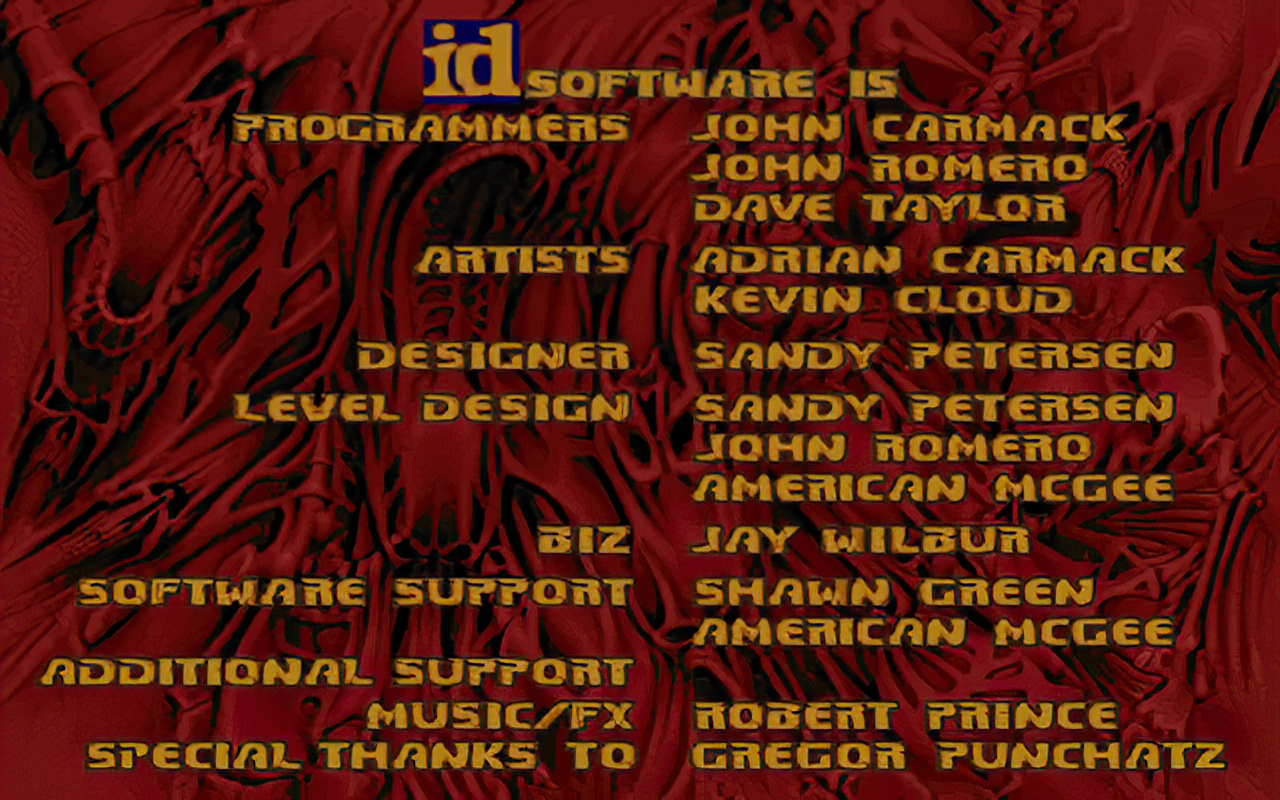 id SOFTWARE IS
PROGRAMMERS JOHN CARMACK
JOHN ROMERO
DAVE TAYLOR
ARTISTS ADRIAN CARMACK
KEVIN CLOUD
DESIGNER SANDY PETERSEN
LEVEL DESIGN SANDY PETERSEN
JOHN ROMERO
AMERICAN MCGEE
BIZ JAY WILBUR
SOFTWARE SUPPORT SHAWN GREEN
AMERICAN MCGEE
ADDITIONAL SUPPORT
MUSIC/FX ROBERT PRINCE
SPECIAL THANKS TO GREGOR PUNCHATZ